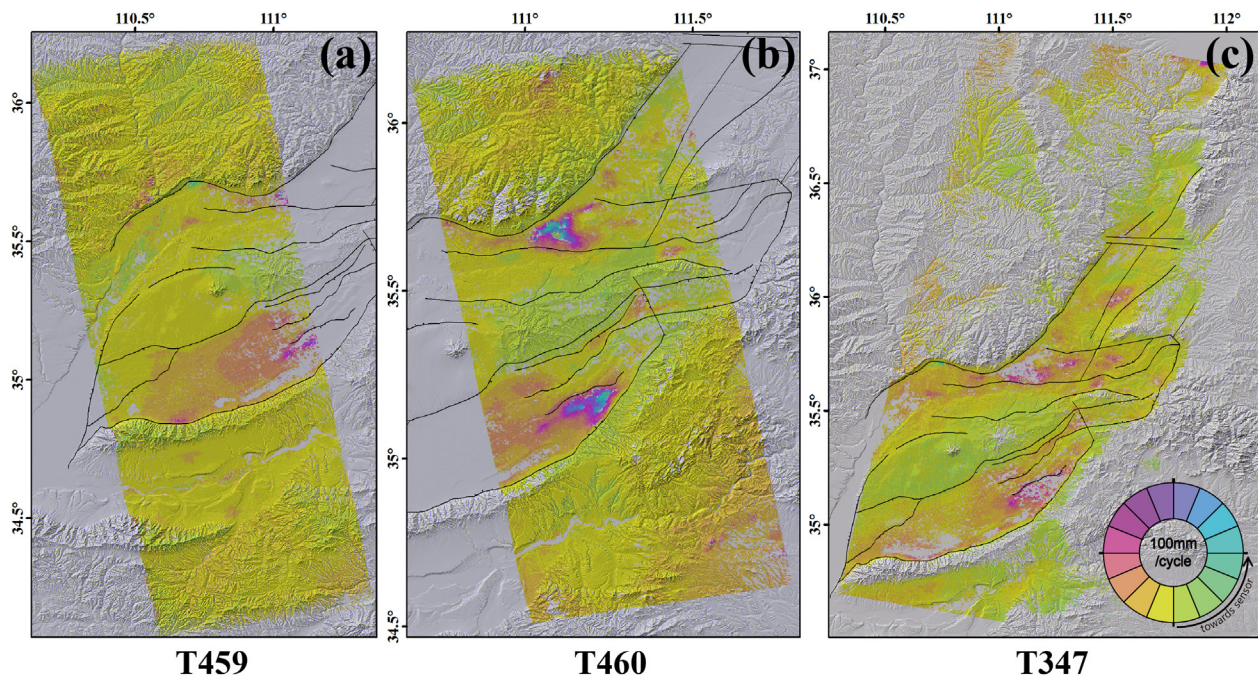 110.5° 111°
(a)
36°
35.5°
35°
34.5°
T459
111° 111.5°
(b)
36°
35.5°
35°
34.5°
T460
110.5° 111° 111.5° 112°
(c)
37°
36.5°
36°
35.5°
35°
100mm
/cycle
towards sensor
T347